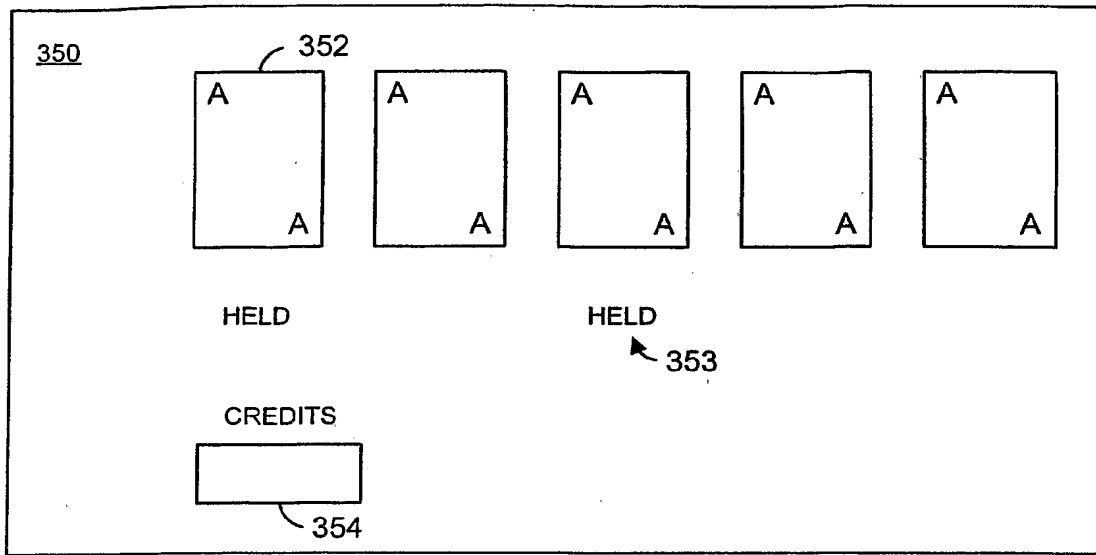 350
352
A A A A A
A A A A A
HELD HELD
353
CREDITS
354